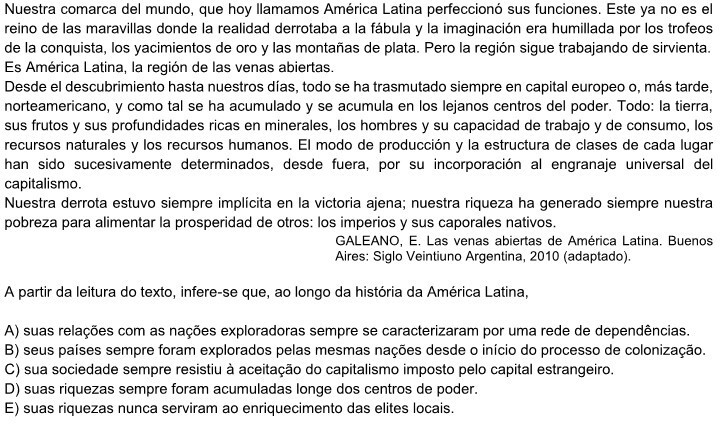 Nuestra comarca del mundo, que hoy llamamos América Latina perfeccionó sus funciones. Este ya no es el
reino de las maravillas donde la realidad derrotaba a la fábula y la imaginación era humillada por los trofeos
de la conquista, los yacimientos de oro y las montañas de plata. Pero la región sigue trabajando de sirvienta.
Es América Latina, la región de las venas abiertas.
Desde el descubrimiento hasta nuestros días, todo se ha trasmutado siempre en capital europeo o, más tarde,
norteamericano, y como tal se ha acumulado y se acumula en los lejanos centros del poder. Todo: la tierra,
sus frutos y sus profundidades ricas en minerales, los hombres y su capacidad de trabajo y de consumo, los
recursos naturales y los recursos humanos. El modo de producción y la estructura de clases de cada lugar
han sido sucesivamente determinados, desde fuera, por su incorporación al engranaje universal del
capitalismo.
Nuestra derrota estuvo siempre implícita en la victoria ajena; nuestra riqueza ha generado siempre nuestra
pobreza para alimentar la prosperidad de otros: los imperios y sus caporales nativos.
GALEANO, E. Las venas abiertas de América Latina. Buenos
Aires: Siglo Veintiuno Argentina, 2010 (adaptado).
A partir da leitura do texto, infere-se que, ao longo da história da América Latina,
A) suas relações com as nações exploradoras sempre se caracterizaram por uma rede de dependências.
B) seus países sempre foram explorados pelas mesmas nações desde o início do processo de colonização.
C) sua sociedade sempre resistiu à aceitação do capitalismo imposto pelo capital estrangeiro.
D) suas riquezas sempre foram acumuladas longe dos centros de poder.
E) suas riquezas nunca serviram ao enriquecimento das elites locais.